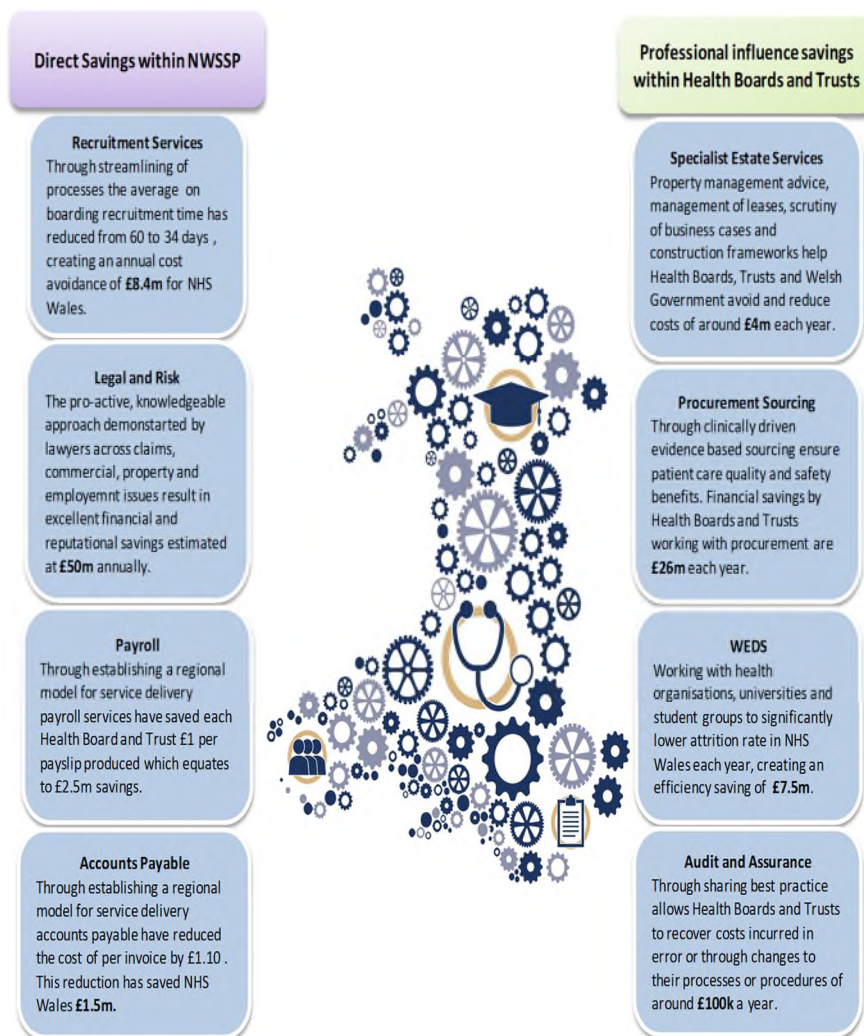 Direct Savings within NWSSP
Recruitment Services
Through streamlining of
processes the average on
boarding recruitment time has
reduced from 60 to 34 days ,
creating an annual cost
avoidance of £8.4m for NHS
Wales.
Legal and Risk
The pro-active, knowledgeable
approach demonstarted by
lawyers across claims,
commercial, property and
employemnt issues result in
excellent financial and
reputational savings estimated
at £50m annually.
Payroll
Through establishing a regional
model for service delivery
payroll services have saved each
Health Board and Trust £1 per
payslip produced which equates
to £2.5m savings.
Accounts Payable
Through establishing a regional
model for service delivery
accounts payable have reduced
the cost of per invoice by £1.10 .
This reduction has saved NHS
Wales £1.5m.
Professional influence savings
within Health Boards and Trusts
Specialist Estate Services
Property management advice,
management of leases, scrutiny
of business cases and
construction frameworks help
Health Boards, Trusts and Welsh
Government avoid and reduce
costs of around £4m each year.
Procurement Sourcing
Through clinically driven
evidence based sourcing ensure
patient care quality and safety
benefits. Financial savings by
Health Boards and Trusts
working with procurement are
£26m each year.
WEDS
Working with health
organisations, universities and
student groups to significantly
lower attrition rate in NHS
Wales each year, creating an
efficiency saving of £7.5m.
Audit and Assurance
Through sharing best practice
allows Health Boards and Trusts
to recover costs incurred in
error or through changes to
their processes or procedures of
around £100k a year.